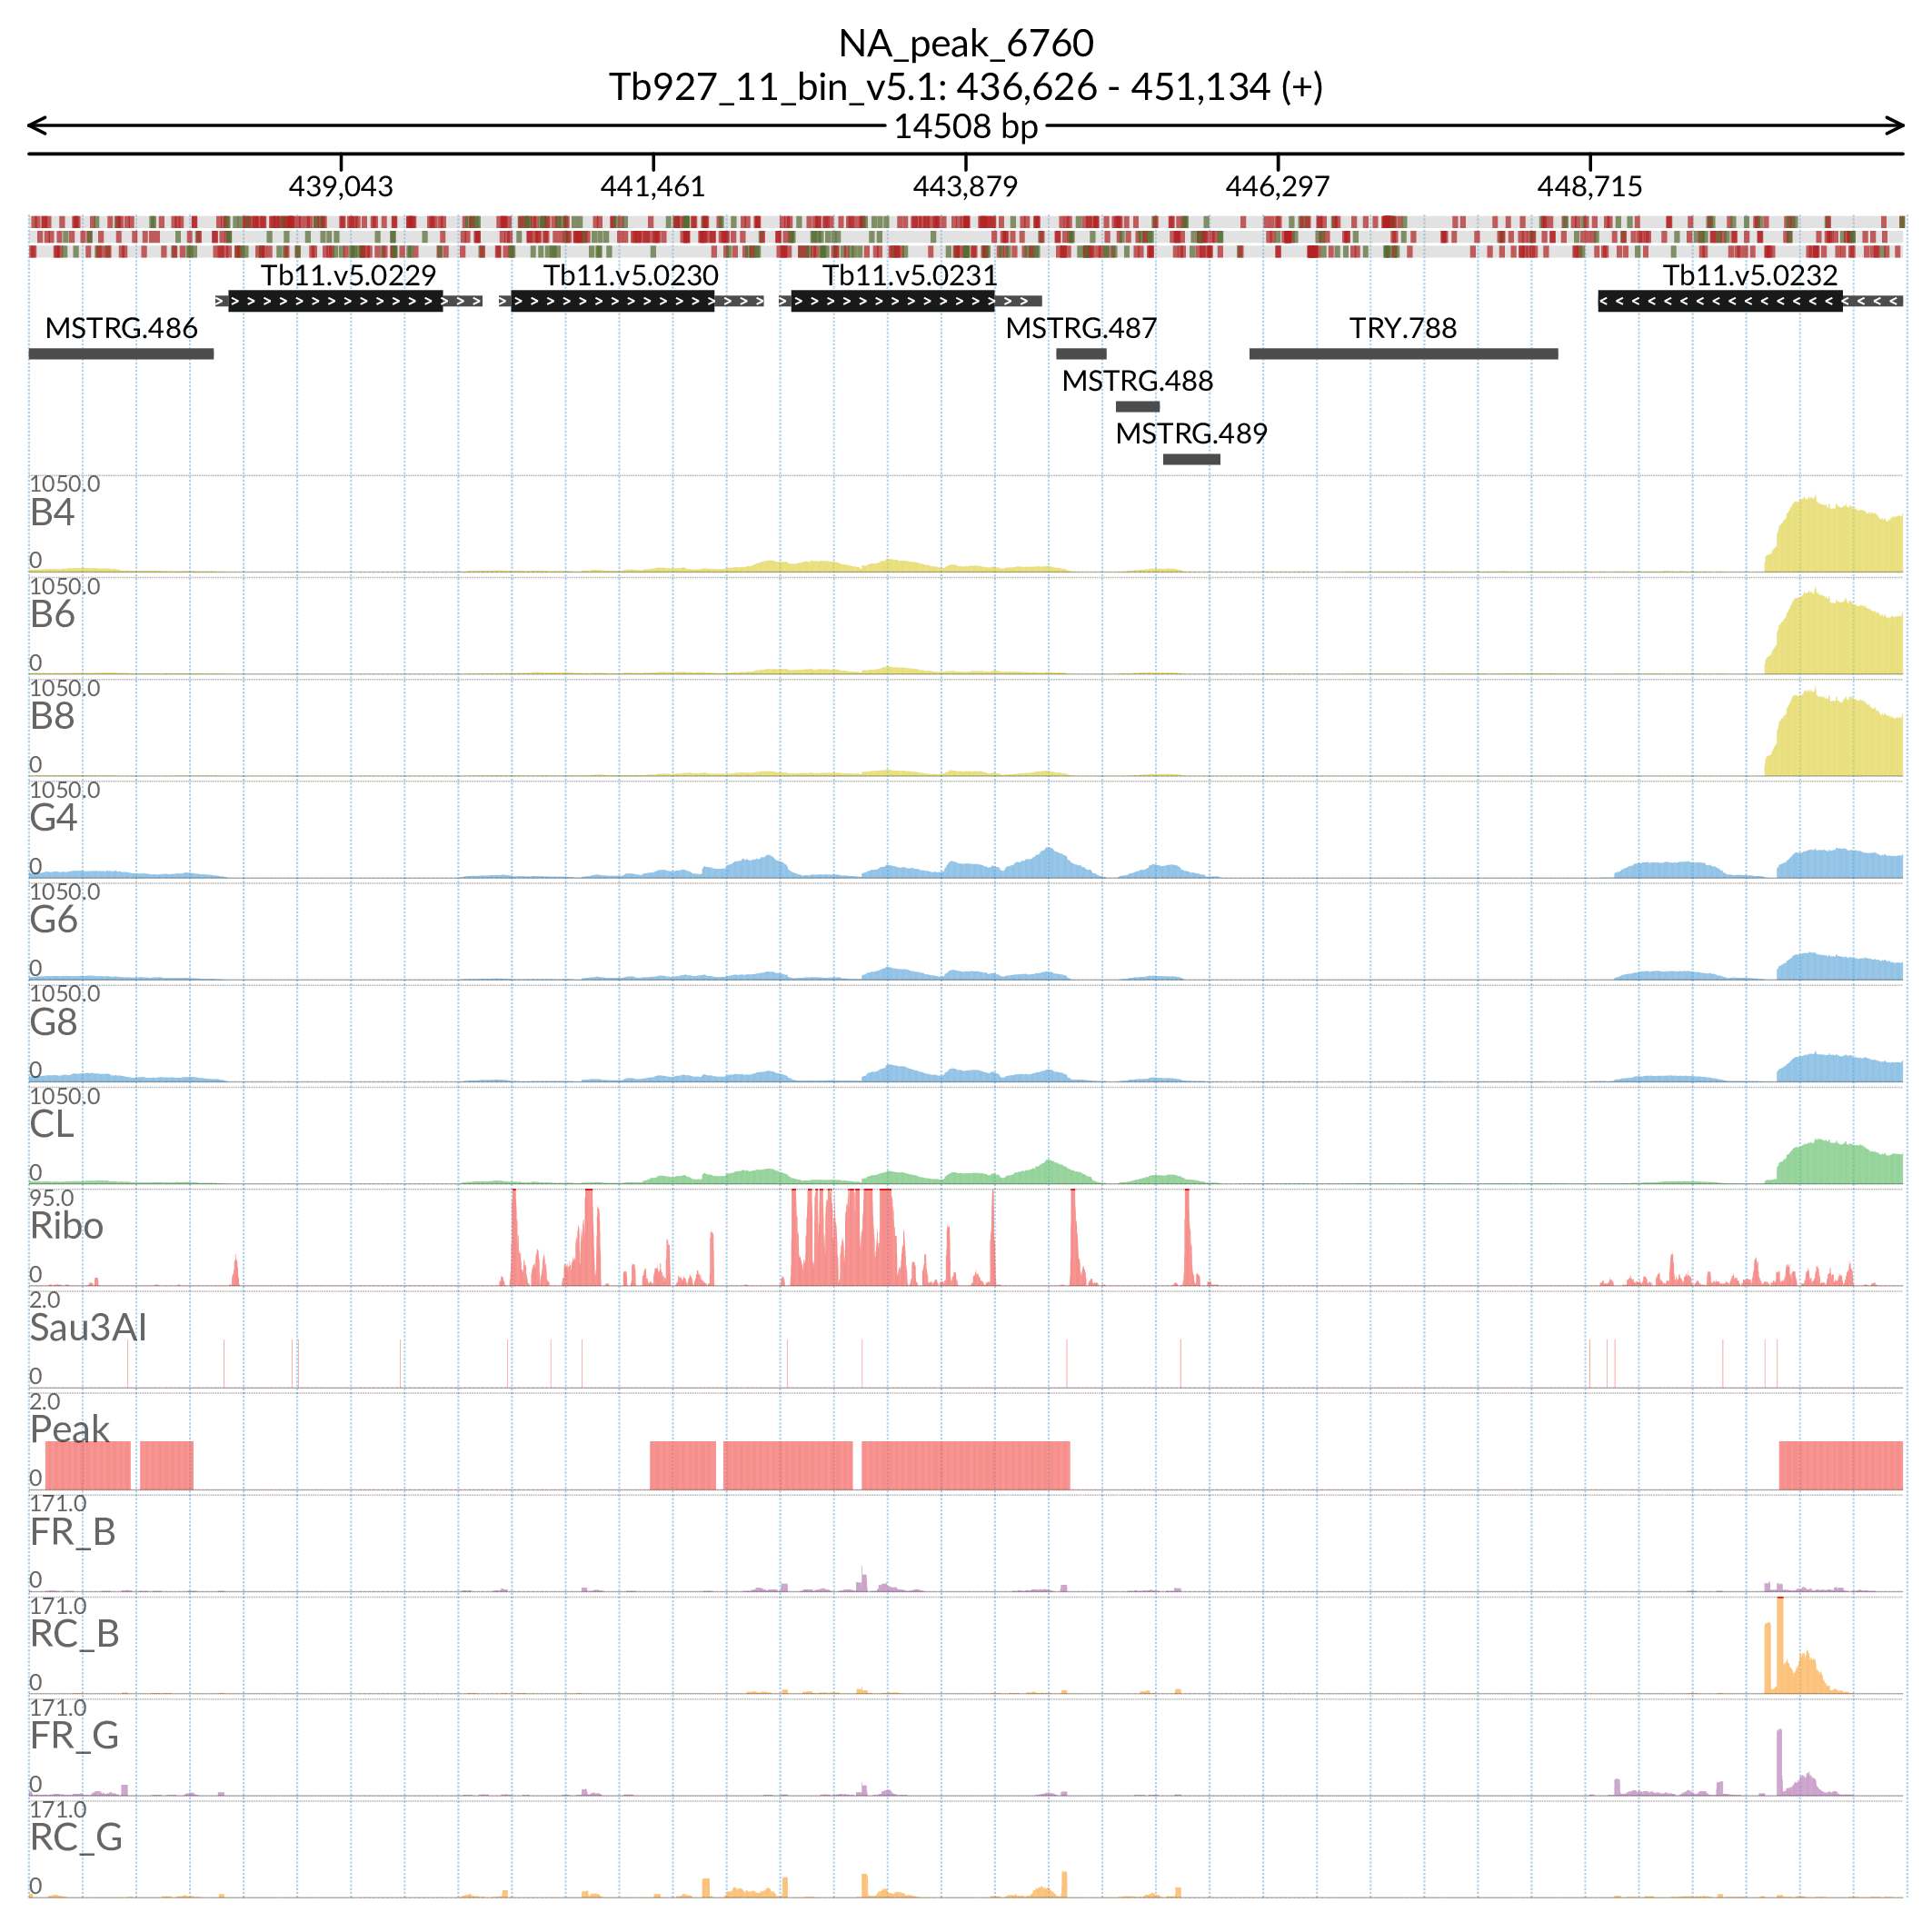 NA_peak_6760
Tb927_11_bin_v5.1: 436,626 - 451,134 (+)
14508 bp
439,043 441,461 443,879 446,297 448,715
Tb11.v5.0229 Tb11.v5.0230 Tb11.v5.0231 Tb11.v5.0232
MSTRG.486 MSTRG.487 TRY.788
MSTRG.488
MSTRG.489
1050.0
B4
0
1050.0
B6
0
1050.0
B8
0
1050.0
G4
0
1050.0
G6
0
1050.0
G8
0
1050.0
CL
0
95.0
Ribo
0
2.0
Sau3AI
0
2.0
Peak
0
171.0
FR_B
0
171.0
RC_B
0
171.0
FR_G
0
171.0
RC_G
0